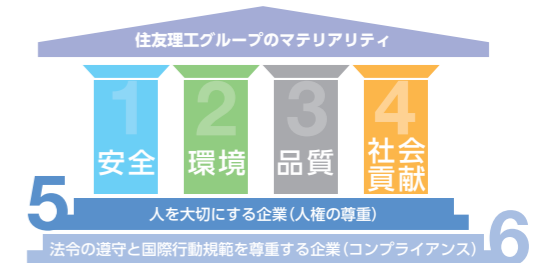 住友理工グループのマテリアリティ
1
安全
2
環境
3
品質
4
社会
貢献
5
人を大切にする企業(人権の尊重)
法令の遵守と国際行動規範を尊重する企業(コンプライアンス)
6